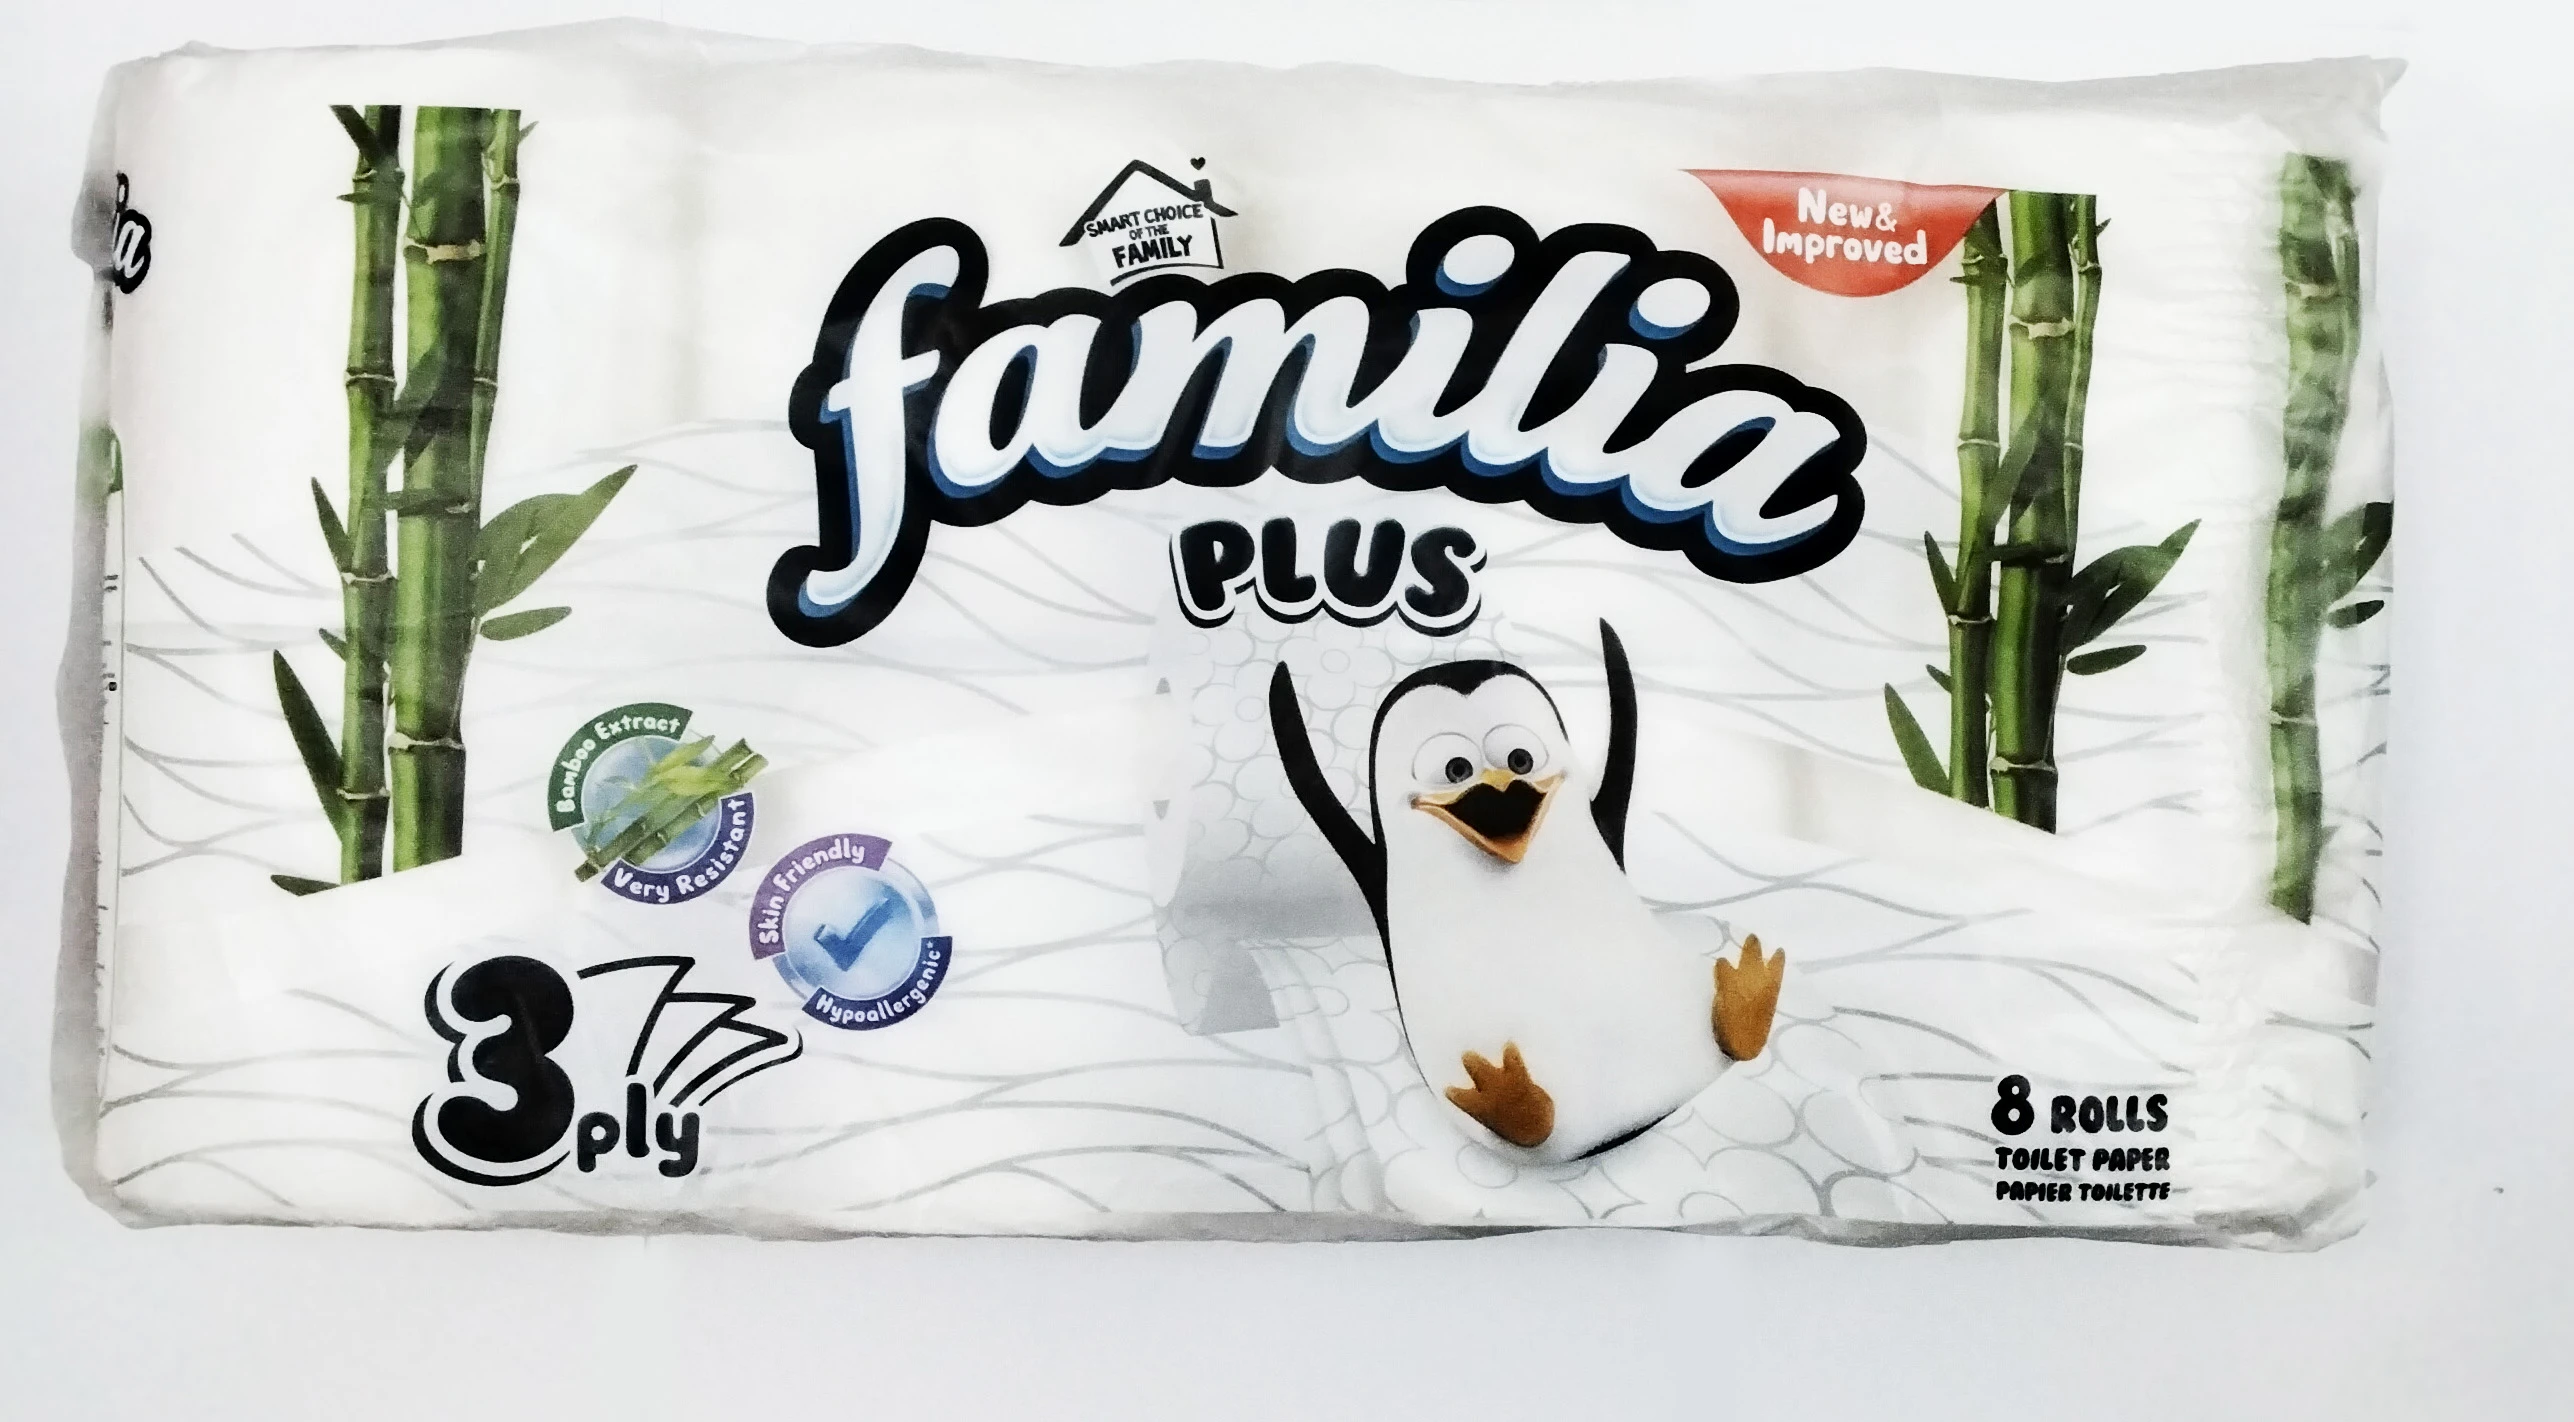 SMART CHOICE
OF THE
FAMILY
familia
PLUS
New&
Improved
ia
Bamboo Extract
Very Resistant
Skin Friendly
Hypoallergenic*
3 ply
8 ROLLS
TOILET PAPER
PAPIER TOILETTE